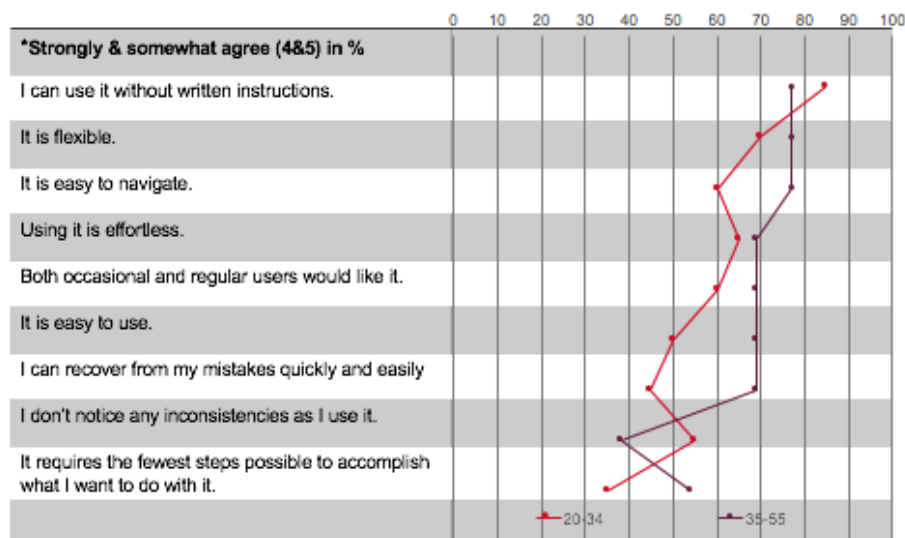 0 10 20 30 40 50 60 70 80 90 100
*Strongly & somewhat agree (4&5) in %
I can use it without written instructions.
It is flexible.
It is easy to navigate.
Using it is effortless.
Both occasional and regular users would like it.
It is easy to use.
I can recover from my mistakes quickly and easily
I don't notice any inconsistencies as I use it.
It requires the fewest steps possible to accomplish
what I want to do with it.
20-34 35-55